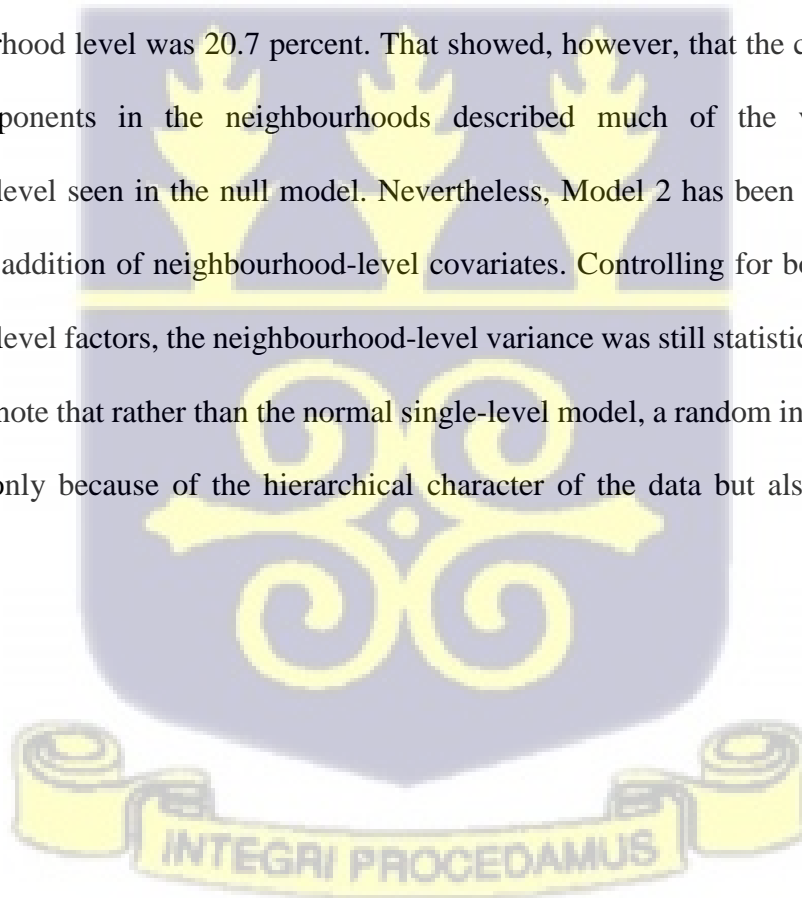 rhood level was 20.7 percent. That showed, however, that the c
ponents in the neighbourhoods described much of the v
level seen in the null model. Nevertheless, Model 2 has been
addition of neighbourhood-level covariates. Controlling for bo
level factors, the neighbourhood-level variance was still statistic
note that rather than the normal single-level model, a random in
only because of the hierarchical character of the data but als
INTEGRI PROCEDAMUS